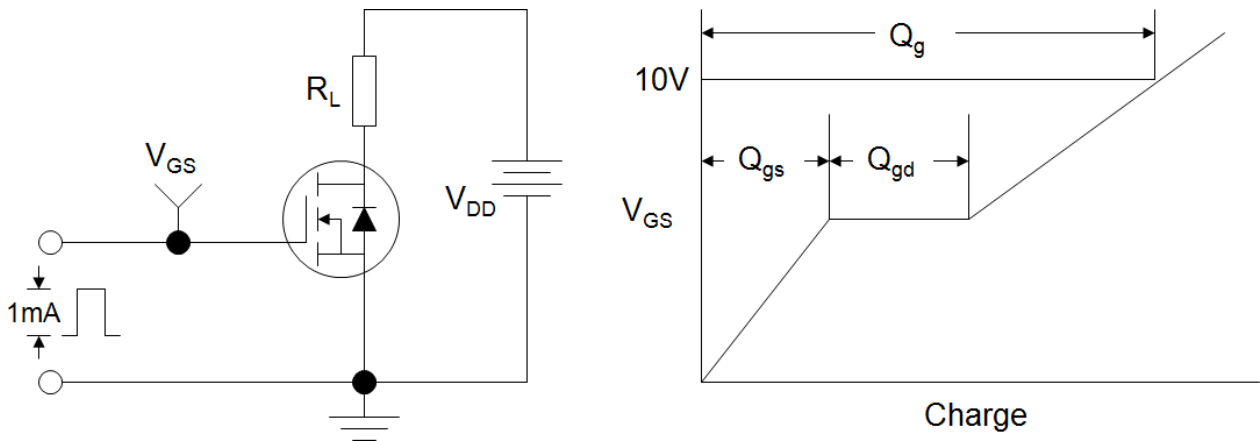 R_L
V_GS
V_DD
1mA
Q_g
10V
Q_gs
Q_gd
V_GS
Charge